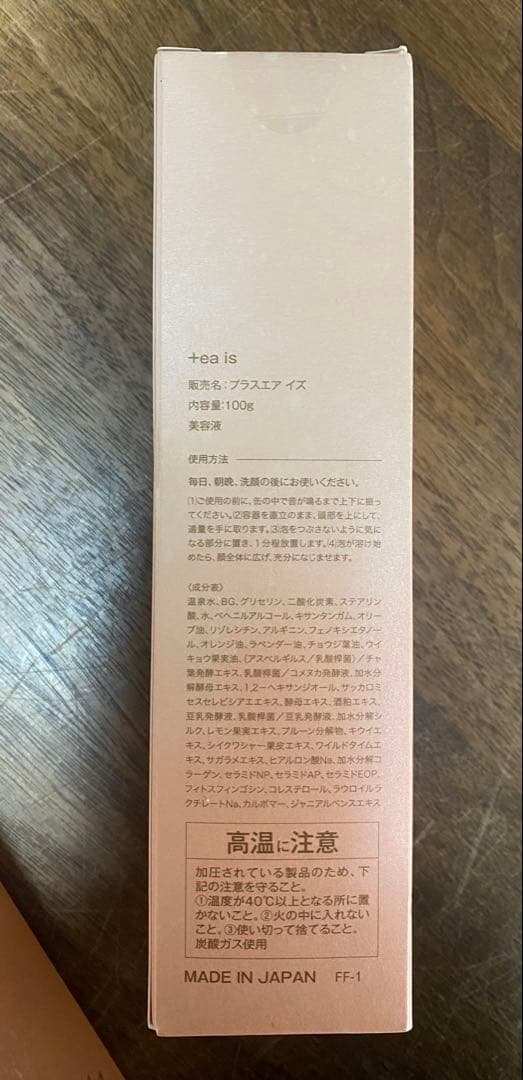 +ea is
販売名：プラスエア イズ
内容量:100g
美容液
使用方法
毎日、朝晩、洗顔の後にお使いください。
(1)ご使用の前に、缶の中で音が鳴るまで上下に振っ
てください。(2)容器を直立のまま、頭部を上にして、
適量を手に取ります。(3)泡をつぶさないように気に
なる部分に置き、1分程放置します。(4)泡が溶け始
めたら、顔全体に広げ、充分になじませます。
〈成分表〉
温泉水、BG、グリセリン、二酸化炭素、ステアリン
酸、水、ベヘニルアルコール、キサンタンガム、オリー
ブ油、リゾレシチン、アルギニン、フェノキシエタノー
ル、オレンジ油、ラベンダー油、チョウジ葉油、ウイ
キョウ果実油、(アスペルギルス／乳酸桿菌)／チャ
葉発酵エキス、乳酸桿菌／コメヌカ発酵液、加水分
解酵母エキス、1,2－ヘキサンジオール、サッカロミ
セスセレビシアエエキス、酵母エキス、酒粕エキス、
豆乳発酵液、乳酸桿菌／豆乳発酵液、加水分解シ
ルク、レモン果実エキス、プルーン分解物、キウイエ
キス、シイクワシャー果皮エキス、ワイルドタイムエ
キス、サガラメエキス、ヒアルロン酸Na、加水分解コ
ラーゲン、セラミドNP、セラミドAP、セラミドEOP、
フィトスフィンゴシン、コレステロール、ラウロイルラ
クチレートNa、カルボマー、ジャニアルベンスエキス
高温に注意
加圧されている製品のため、下
記の注意を守ること。
①温度が40℃以上となる所に置
かないこと。②火の中に入れない
こと。③使い切って捨てること。
炭酸ガス使用
MADE IN JAPAN FF-1